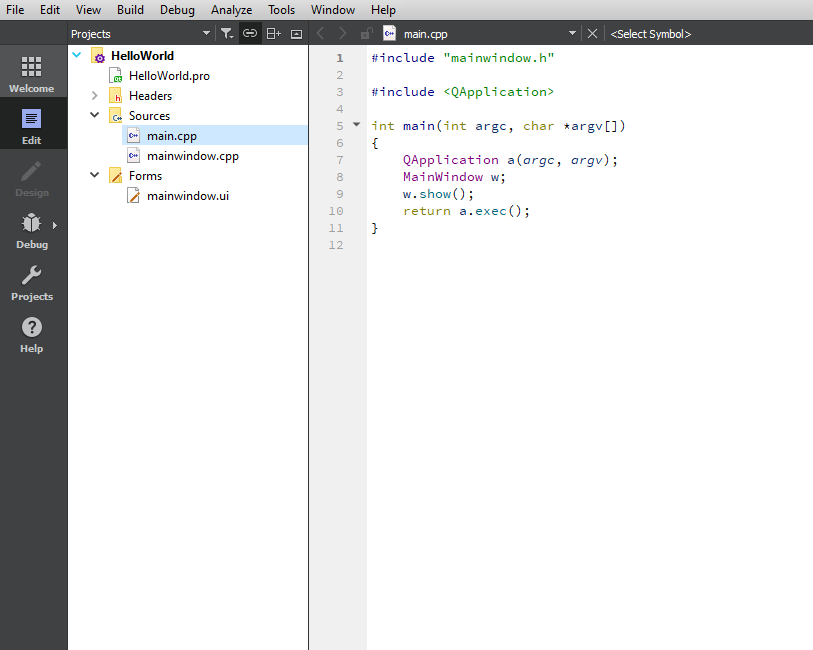 File Edit View Build Debug Analyze Tools Window Help
Projects
main.cpp
<Select Symbol>
Welcome
Edit
Design
Debug
Projects
Help
HelloWorld
HelloWorld.pro
Headers
Sources
main.cpp
mainwindow.cpp
Forms
mainwindow.ui
1 #include "mainwindow.h"
2
3 #include <QApplication>
4
5 int main(int argc, char *argv[])
6 {
7 QApplication a(argc, argv);
8 MainWindow w;
9 w.show();
10 return a.exec();
11 }
12